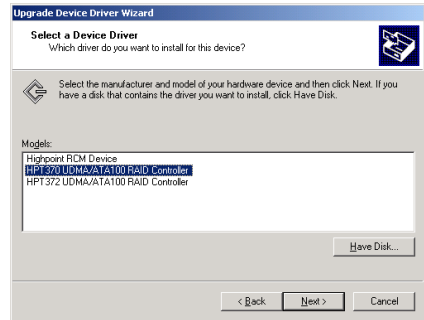 Upgrade Device Driver Wizard
Select a Device Driver
Which driver do you want to install for this device?
Select the manufacturer and model of your hardware device and then click Next. If you
have a disk that contains the driver you want to install, click Have Disk.
Models:
Highpoint RCM Device
HPT370 UDMA/ATA100 RAID Controller
HPT372 UDMA/ATA100 RAID Controller
Have Disk...
< Back
Next >
Cancel